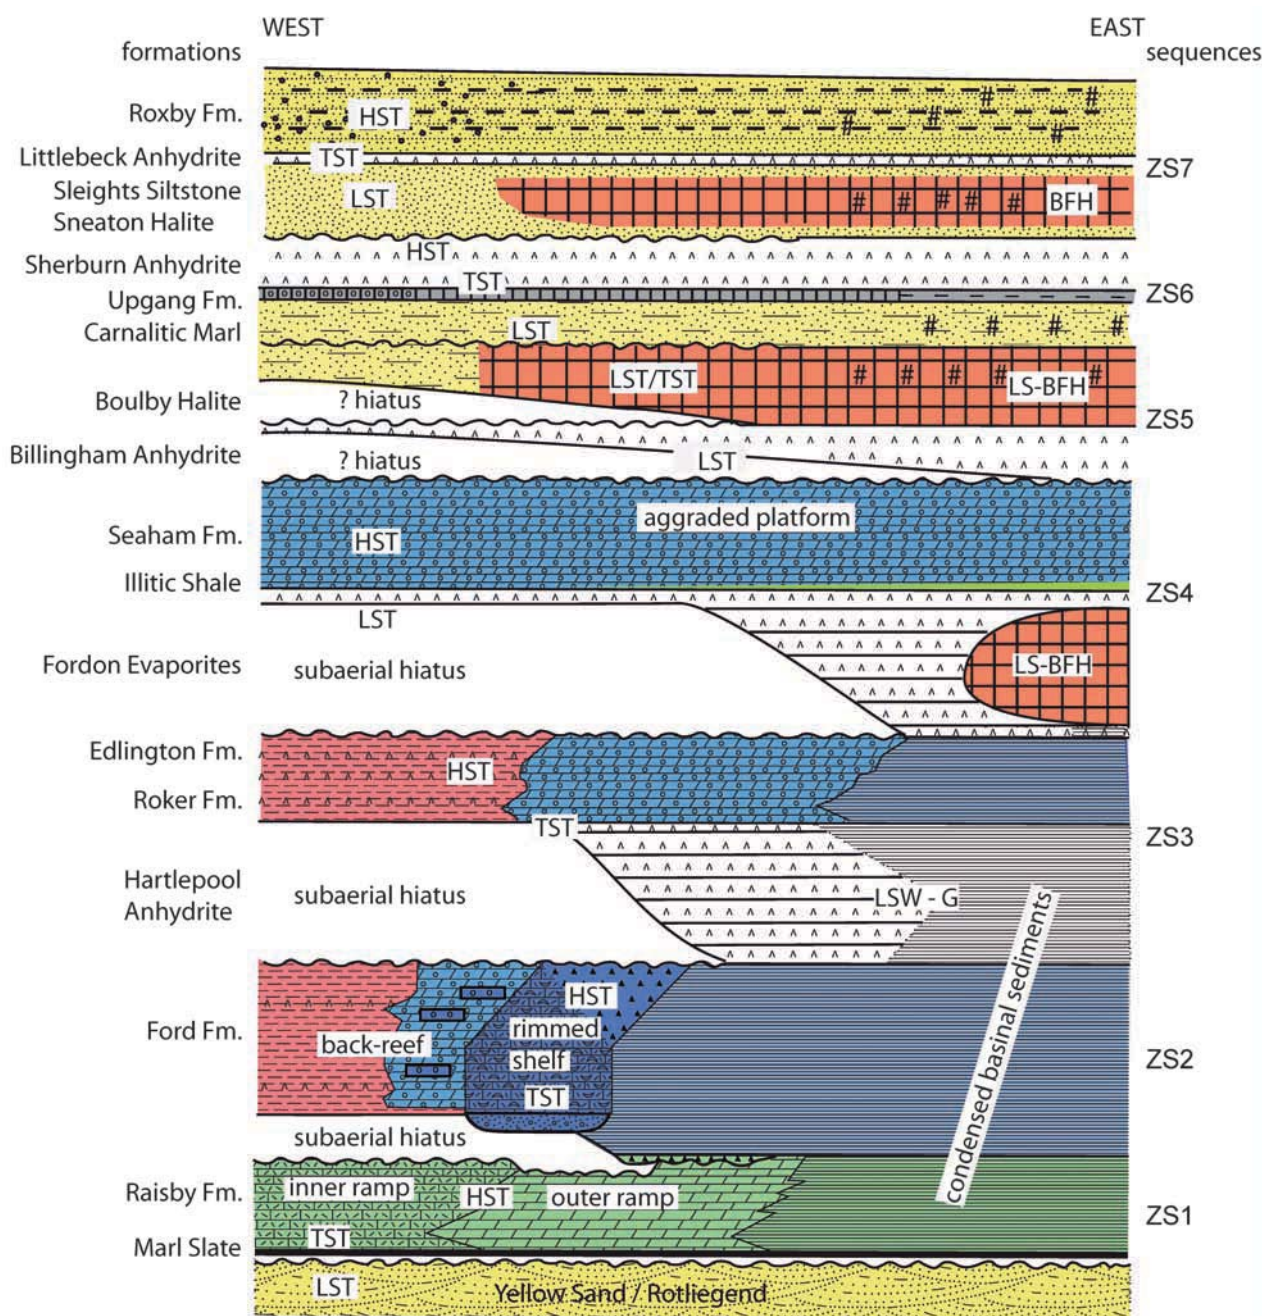 WEST
EAST
formations
sequences
Roxby Fm.
HST
Littlebeck Anhydrite
TST
ZS7
Sleights Siltstone
LST
BFH
Sneaton Halite
HST
Sherburn Anhydrite
TST
Upgang Fm.
ZS6
Carnalitic Marl
LST
LST/TST
LS-BFH
Boulby Halite
? hiatus
ZS5
Billingham Anhydrite
? hiatus
LST
aggraded platform
Seaham Fm.
HST
Illitic Shale
ZS4
LST
Fordon Evaporites
subaerial hiatus
LS-BFH
Edlington Fm.
HST
Roker Fm.
TST
ZS3
Hartlepool
Anhydrite
subaerial hiatus
LSW - G
condensed basinal sediments
HST
Ford Fm.
rimmed
back-reef
shelf
ZS2
TST
subaerial hiatus
Raisby Fm.
inner ramp
HST
outer ramp
ZS1
TST
Marl Slate
LST
Yellow Sand / Rotliegend